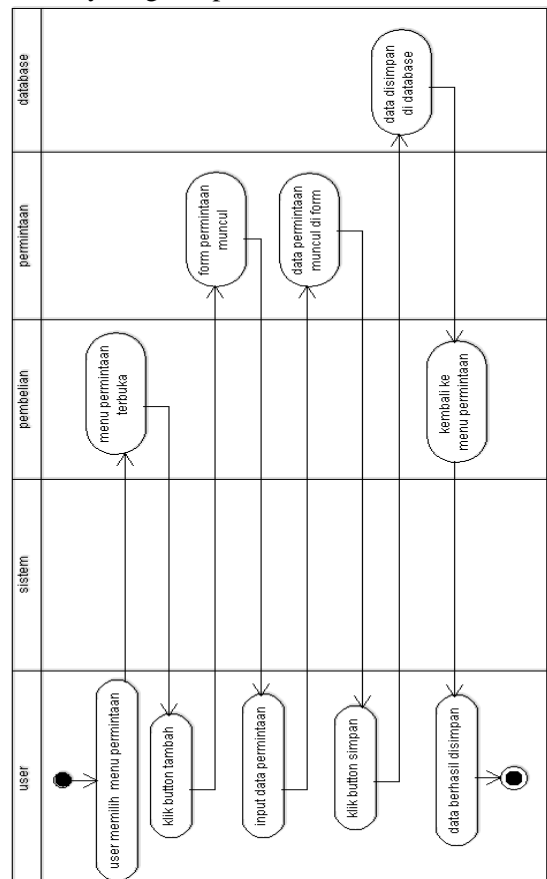 user
sistem
pembelian
permintaan
database
user memilih menu permintaan
menu permintaan
terbuka
klik button tambah
form permintaan
muncul
input data permintaan
data permintaan
muncul di form
klik button simpan
data disimpan
di database
kembali ke
menu permintaan
data berhasil disimpan